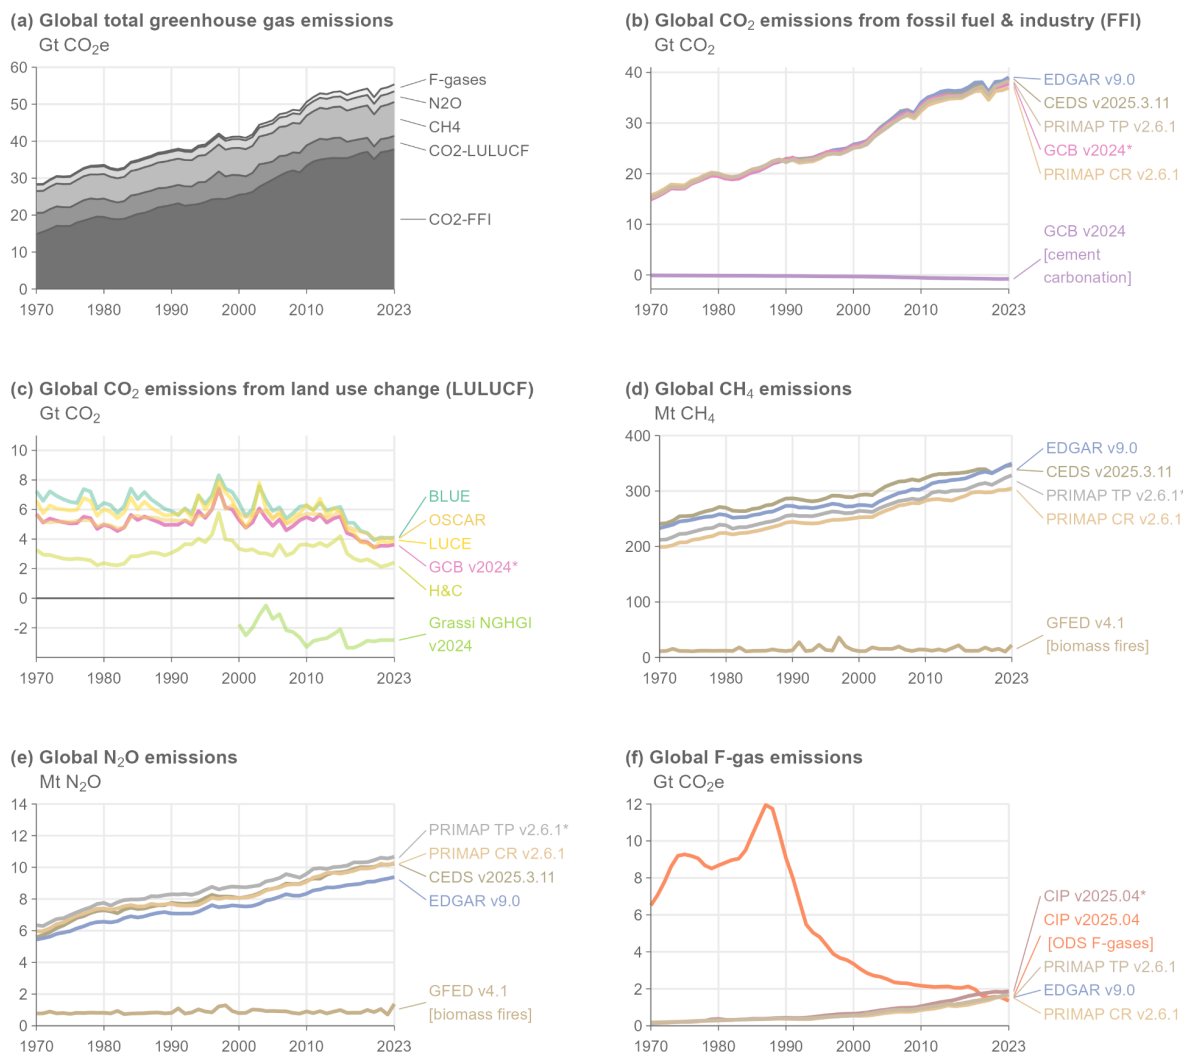 (a) Global total greenhouse gas emissions
Gt CO2e
60
50
40
30
20
10
0
1970 1980 1990 2000 2010 2023
F-gases
N2O
CH4
CO2-LULUCF
CO2-FFI
(b) Global CO2 emissions from fossil fuel & industry (FFI)
Gt CO2
40
30
20
10
0
1970 1980 1990 2000 2010 2023
EDGAR v9.0
CEDS v2025.3.11
PRIMAP TP v2.6.1
GCB v2024*
PRIMAP CR v2.6.1
GCB v2024
[cement
carbonation]
(c) Global CO2 emissions from land use change (LULUCF)
Gt CO2
10
8
6
4
2
0
-2
1970 1980 1990 2000 2010 2023
BLUE
OSCAR
LUCE
GCB v2024*
H&C
Grassi NGHGI
v2024
(d) Global CH4 emissions
Mt CH4
400
300
200
100
0
1970 1980 1990 2000 2010 2023
EDGAR v9.0
CEDS v2025.3.11
PRIMAP TP v2.6.1*
PRIMAP CR v2.6.1
GFED v4.1
[biomass fires]
(e) Global N2O emissions
Mt N2O
14
12
10
8
6
4
2
0
1970 1980 1990 2000 2010 2023
PRIMAP TP v2.6.1*
PRIMAP CR v2.6.1
CEDS v2025.3.11
EDGAR v9.0
GFED v4.1
[biomass fires]
(f) Global F-gas emissions
Gt CO2e
12
10
8
6
4
2
0
1970 1980 1990 2000 2010 2023
CIP v2025.04*
CIP v2025.04
[ODS F-gases]
PRIMAP TP v2.6.1
EDGAR v9.0
PRIMAP CR v2.6.1